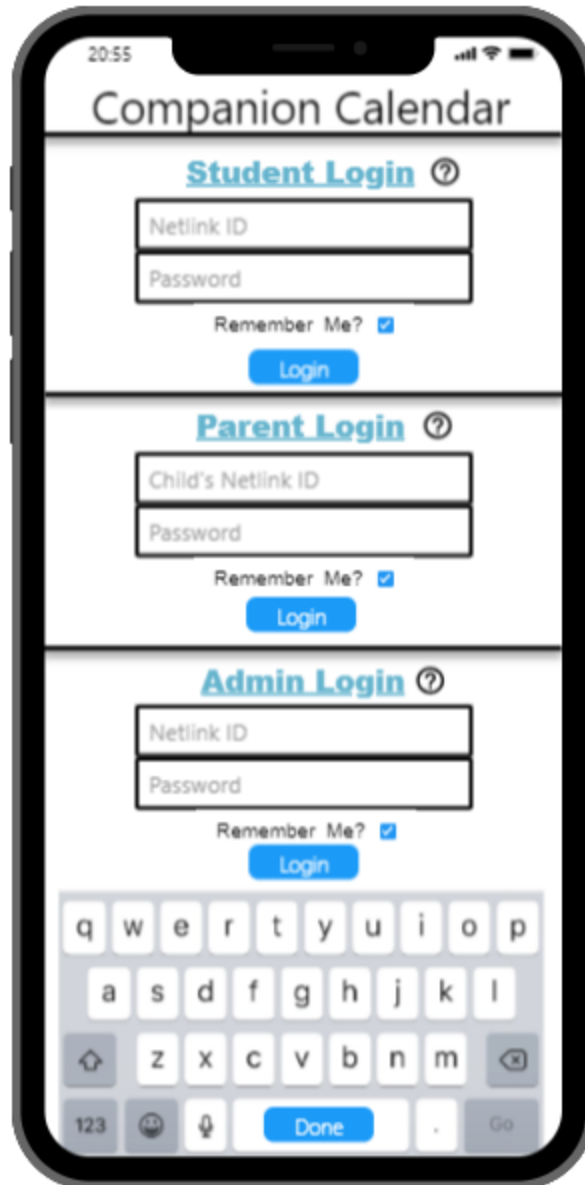 20:55
Companion Calendar
Student Login ?
Netlink ID
Password
Remember Me?
Login
Parent Login ?
Child's Netlink ID
Password
Remember Me?
Login
Admin Login ?
Netlink ID
Password
Remember Me?
Login
q w e r t y u i o p
a s d f g h j k l
z x c v b n m
123 Done . Go